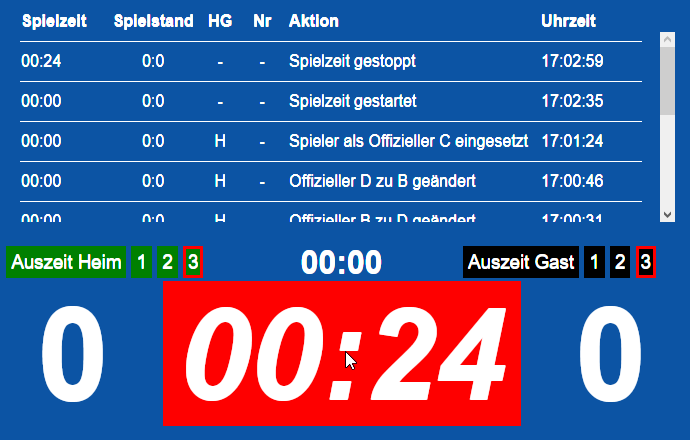 Spielzeit Spielstand HG Nr Aktion Uhrzeit
00:24 0:0 - - Spielzeit gestoppt 17:02:59
00:00 0:0 - - Spielzeit gestartet 17:02:35
00:00 0:0 H - Spieler als Offizieller C eingesetzt 17:01:24
00:00 0:0 H - Offizieller D zu B geändert 17:00:46
00:00 0:0 H - Offizieller B zu D geändert 17:00:31
Auszeit Heim 1 2 3 00:00 Auszeit Gast 1 2 3
0 00:24 0